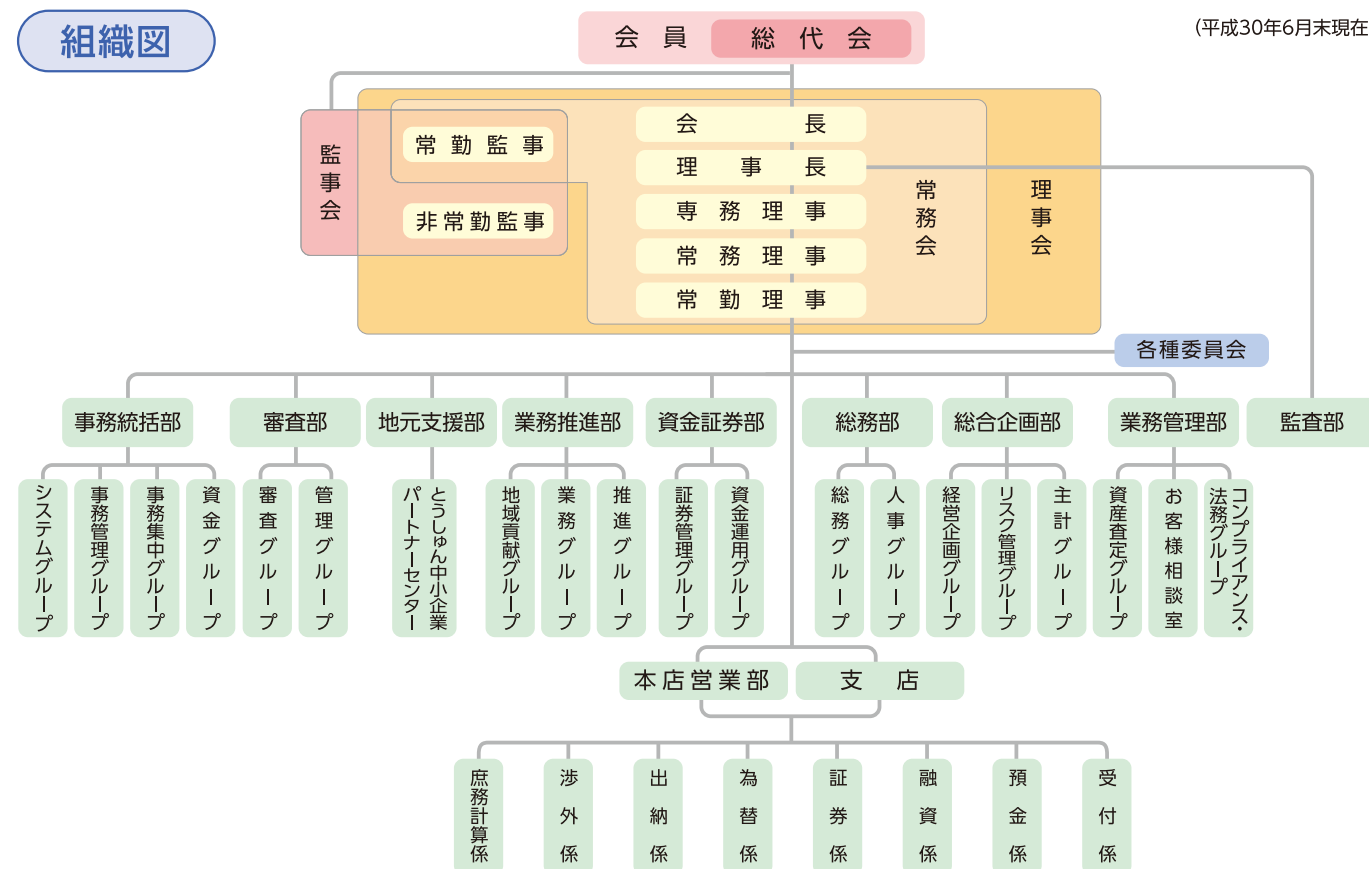 組織図
会員 総代会
(平成30年6月末現在
監事会
常勤監事
非常勤監事
会長
理事長
専務理事
常務理事
常勤理事
常務会
理事会
各種委員会
事務統括部
審査部
地元支援部
業務推進部
資金証券部
総務部
総合企画部
業務管理部
監査部
システムグループ
事務管理グループ
事務集中グループ
資金グループ
審査グループ
管理グループ
とうしゅん中小企業
パートナーセンター
地域貢献グループ
業務グループ
推進グループ
証券管理グループ
資金運用グループ
総務グループ
人事グループ
経営企画グループ
リスク管理グループ
主計グループ
資産査定グループ
お客様相談室
コンプライアンス・
法務グループ
本店営業部
支店
庶務計算係
渉外係
出納係
為替係
証券係
融資係
預金係
受付係